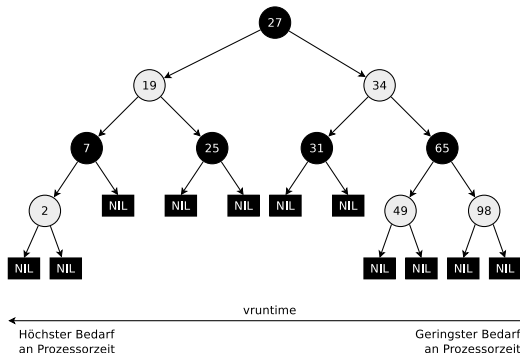 27
19
34
7
25
31
65
2
NIL
NIL
NIL
NIL
NIL
49
98
NIL
NIL
NIL
NIL
NIL
NIL
vruntime
Höchster Bedarf
an Prozessorzeit
Geringster Bedarf
an Prozessorzeit